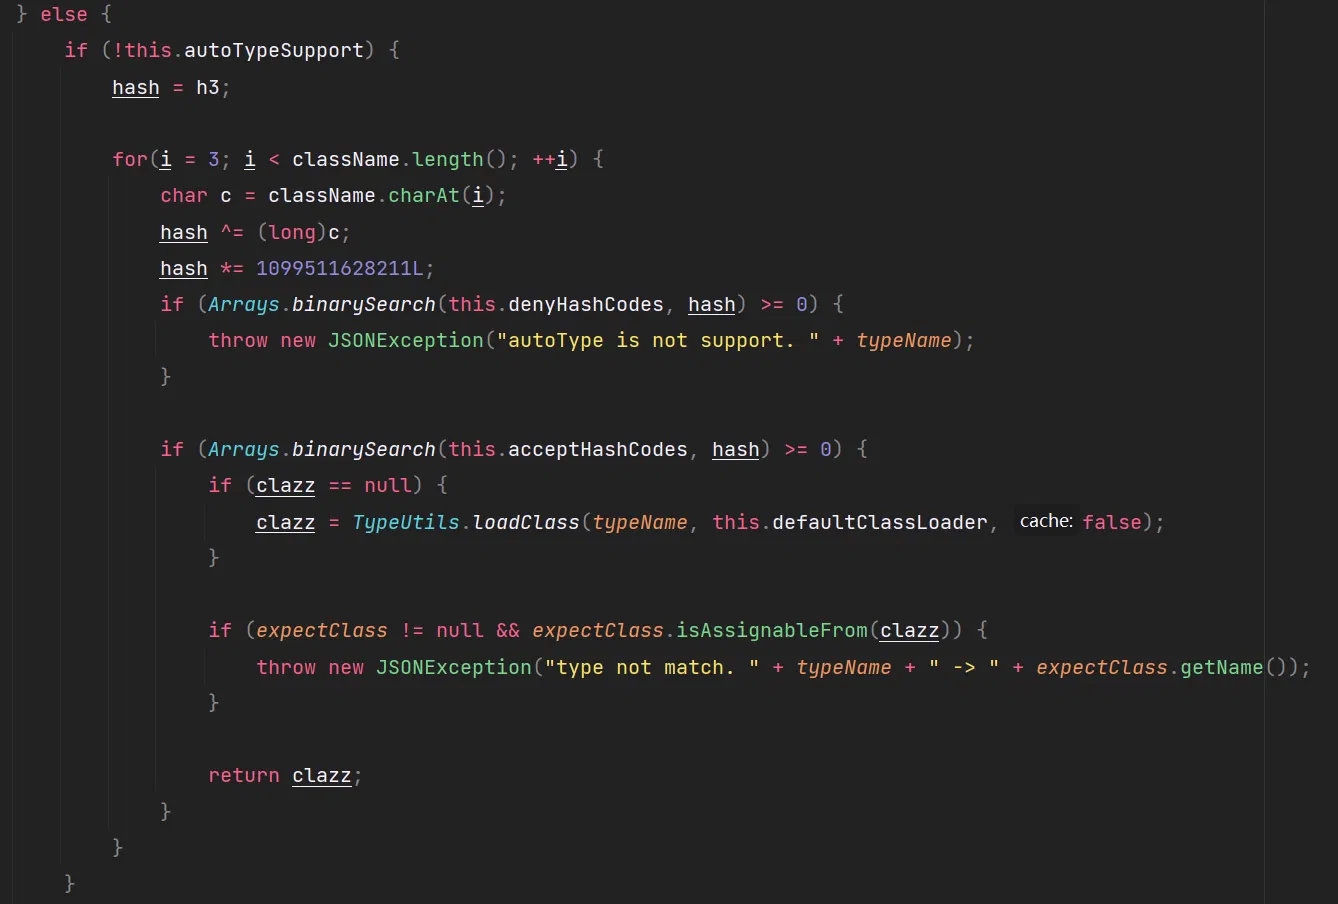 } else {
if (!this.autoTypeSupport) {
hash = h3;
for(i = 3; i < className.length(); ++i) {
char c = className.charAt(i);
hash ^= (long)c;
hash *= 1099511628211L;
if (Arrays.binarySearch(this.denyHashCodes, hash) >= 0) {
throw new JSONException("autoType is not support. " + typeName);
}
if (Arrays.binarySearch(this.acceptHashCodes, hash) >= 0) {
if (clazz == null) {
clazz = TypeUtils.loadClass(typeName, this.defaultClassLoader, cache: false);
}
if (expectClass != null && expectClass.isAssignableFrom(clazz)) {
throw new JSONException("type not match. " + typeName + " -> " + expectClass.getName());
}
return clazz;
}
}
}